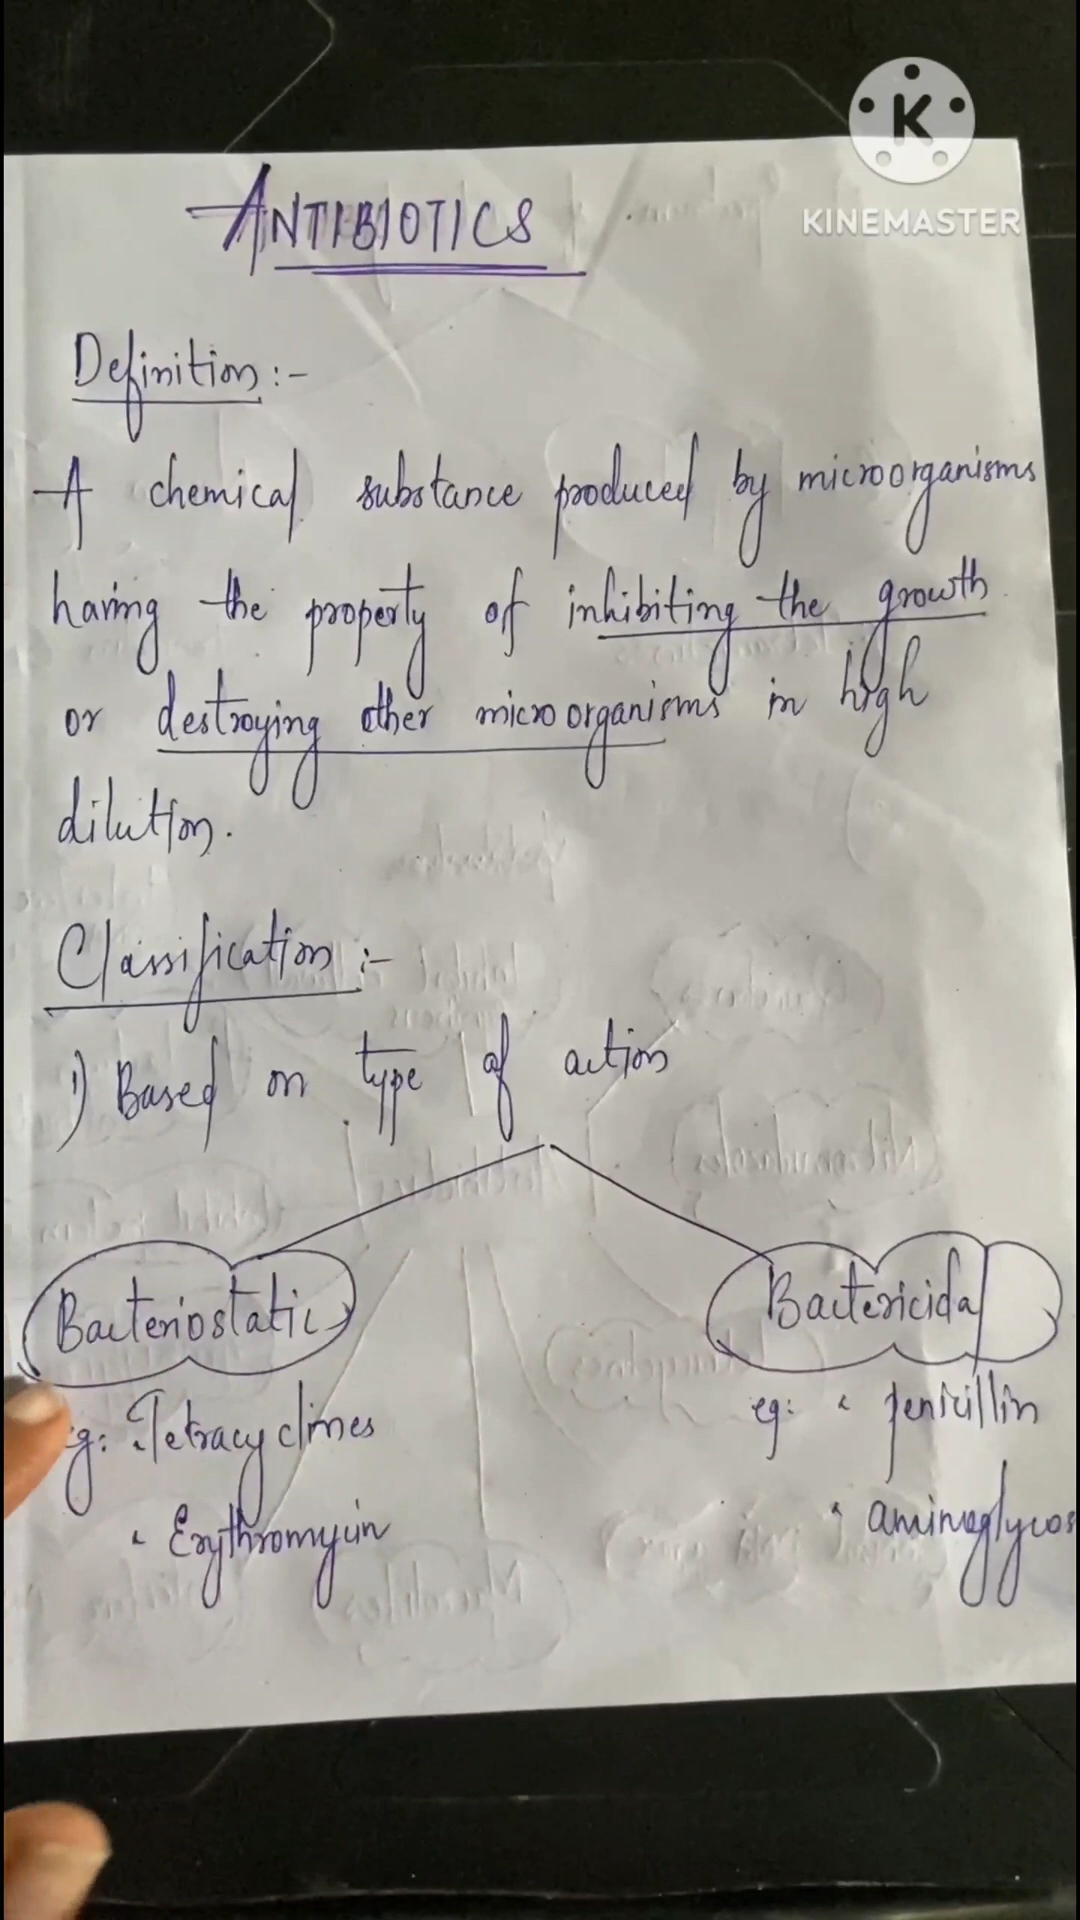 K
KINEMASTER
ANTIBIOTICS
Definition :-
A chemical substance produced by microorganisms
having the property of inhibiting the growth
or destroying other microorganisms in high
dilution.
Classification :-
1) Based on type of action
Bacteriostatic Bactericidal
eg: Tetracyclines eg: penicillin
Erythromycin aminoglycos